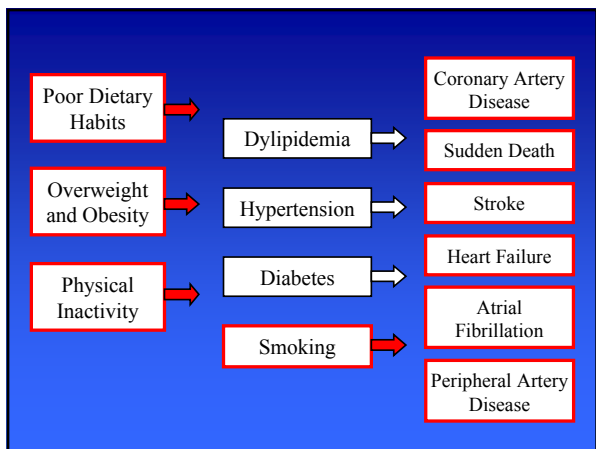 Poor Dietary
Habits
Overweight
and Obesity
Physical
Inactivity
Dylipidemia
Hypertension
Diabetes
Smoking
Coronary Artery
Disease
Sudden Death
Stroke
Heart Failure
Atrial
Fibrillation
Peripheral Artery
Disease